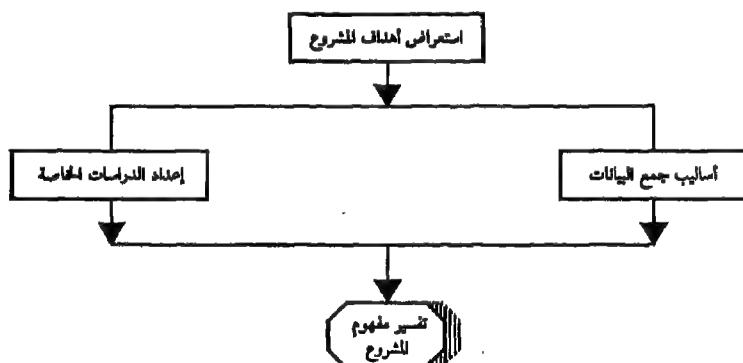 استعراض أهداف المشروع
أساليب جمع البيانات
إعداد الدراسات الخاصة
تفسير مفهوم
المشروع